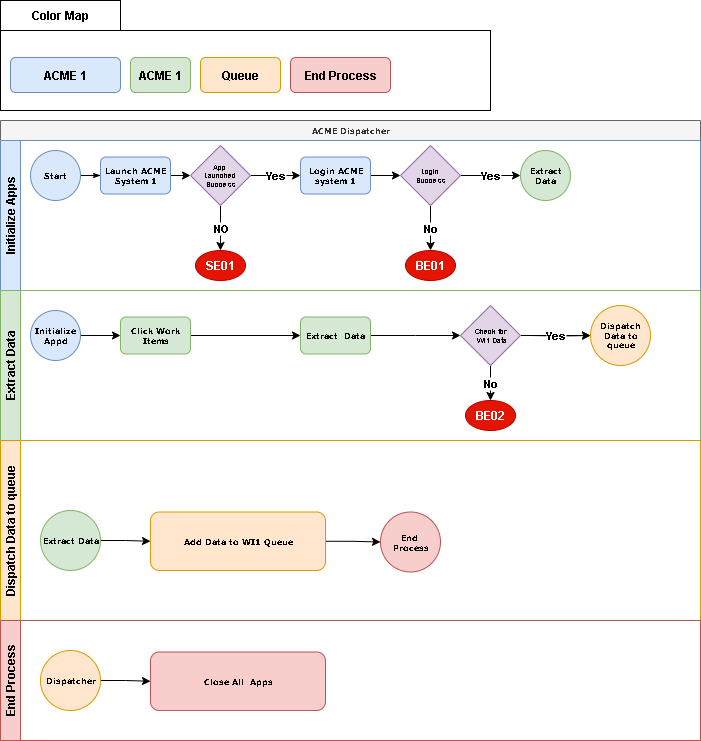 Color Map
ACME 1
ACME 1
Queue
End Process
ACME Dispatcher
Initialize Apps
Start
Launch ACME
System 1
App
Launched
Success
Yes
Login ACME
system 1
Login
Success
Yes
Extract
Data
NO
No
SE01
BE01
Extract Data
Initialize
Appd
Click Work
Items
Extract Data
Check for
WI1 Data
Yes
Dispatch
Data to
queue
No
BE02
Dispatch Data to queue
Extract Data
Add Data to WI1 Queue
End
Process
End Process
Dispatcher
Close All Apps